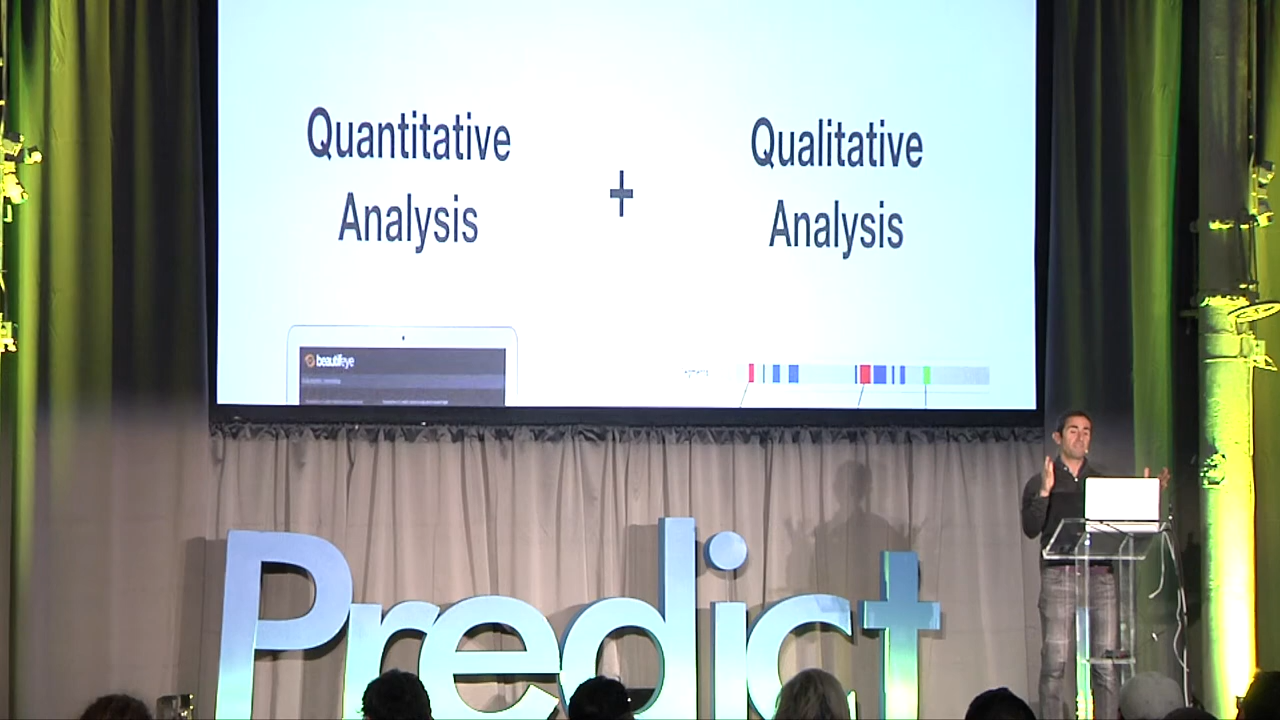 Quantitative
Analysis
+
Qualitative
Analysis
beautifeye
Predict